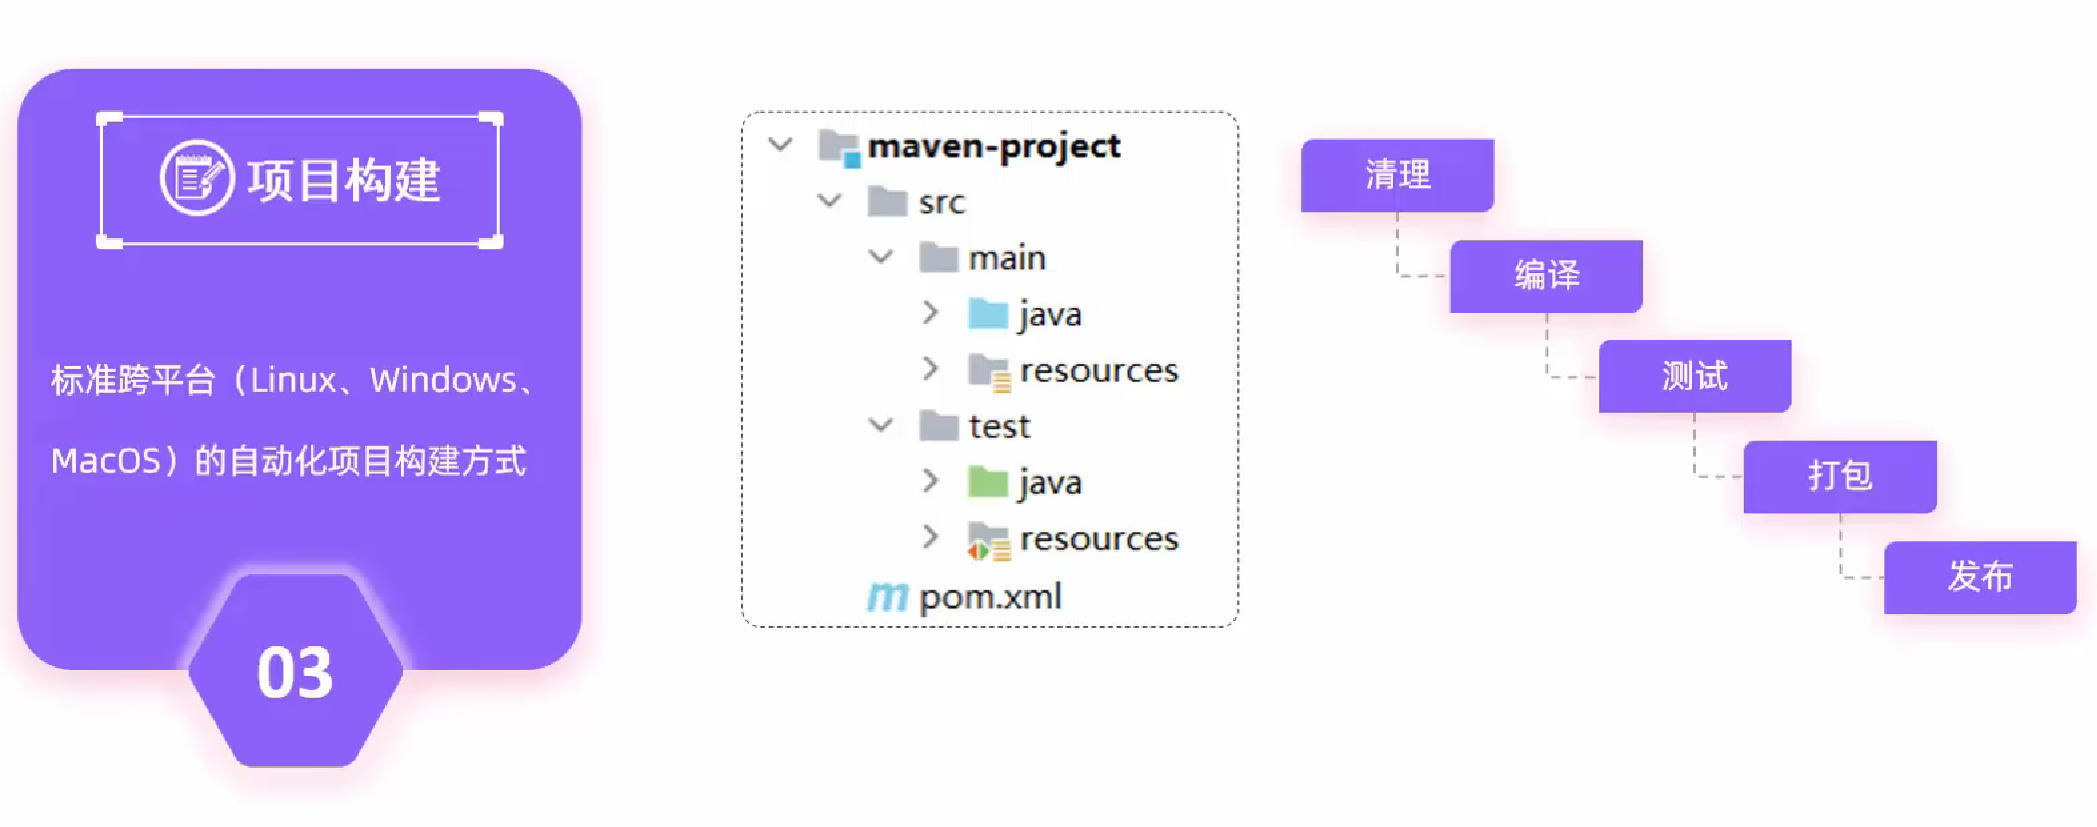 项目构建
标准跨平台（Linux、Windows、
MacOS）的自动化项目构建方式
03
maven-project
src
main
java
resources
test
java
resources
pom.xml
清理
编译
测试
打包
发布